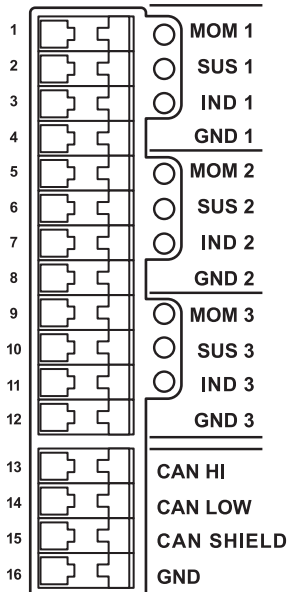 1 MOM 1
2 SUS 1
3 IND 1
4 GND 1
5 MOM 2
6 SUS 2
7 IND 2
8 GND 2
9 MOM 3
10 SUS 3
11 IND 3
12 GND 3
13 CAN HI
14 CAN LOW
15 CAN SHIELD
16 GND